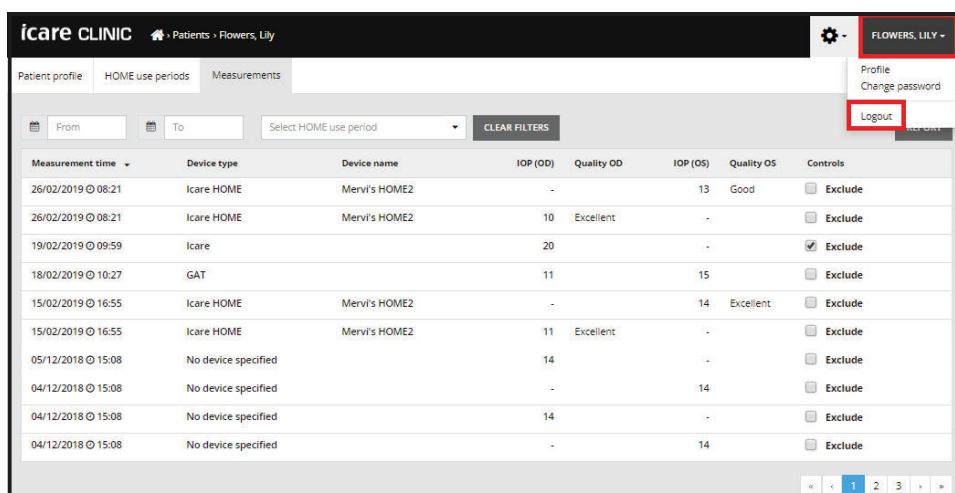 icare CLINIC › Patients › Flowers, Lily FLOWERS, LILY
Patient profile HOME use periods Measurements
Profile
Change password
Logout
From To Select HOME use period CLEAR FILTERS REPORT
Measurement time Device type Device name IOP (OD) Quality OD IOP (OS) Quality OS Controls
26/02/2019 08:21 Icare HOME Mervi's HOME2 - 13 Good Exclude
26/02/2019 08:21 Icare HOME Mervi's HOME2 10 Excellent - Exclude
19/02/2019 09:59 Icare 20 - Exclude
18/02/2019 10:27 GAT 11 15 Exclude
15/02/2019 16:55 Icare HOME Mervi's HOME2 - 14 Excellent Exclude
15/02/2019 16:55 Icare HOME Mervi's HOME2 11 Excellent - Exclude
05/12/2018 15:08 No device specified 14 - Exclude
04/12/2018 15:08 No device specified - 14 Exclude
04/12/2018 15:08 No device specified 14 - Exclude
04/12/2018 15:08 No device specified - 14 Exclude
« ‹ 1 2 3 › »